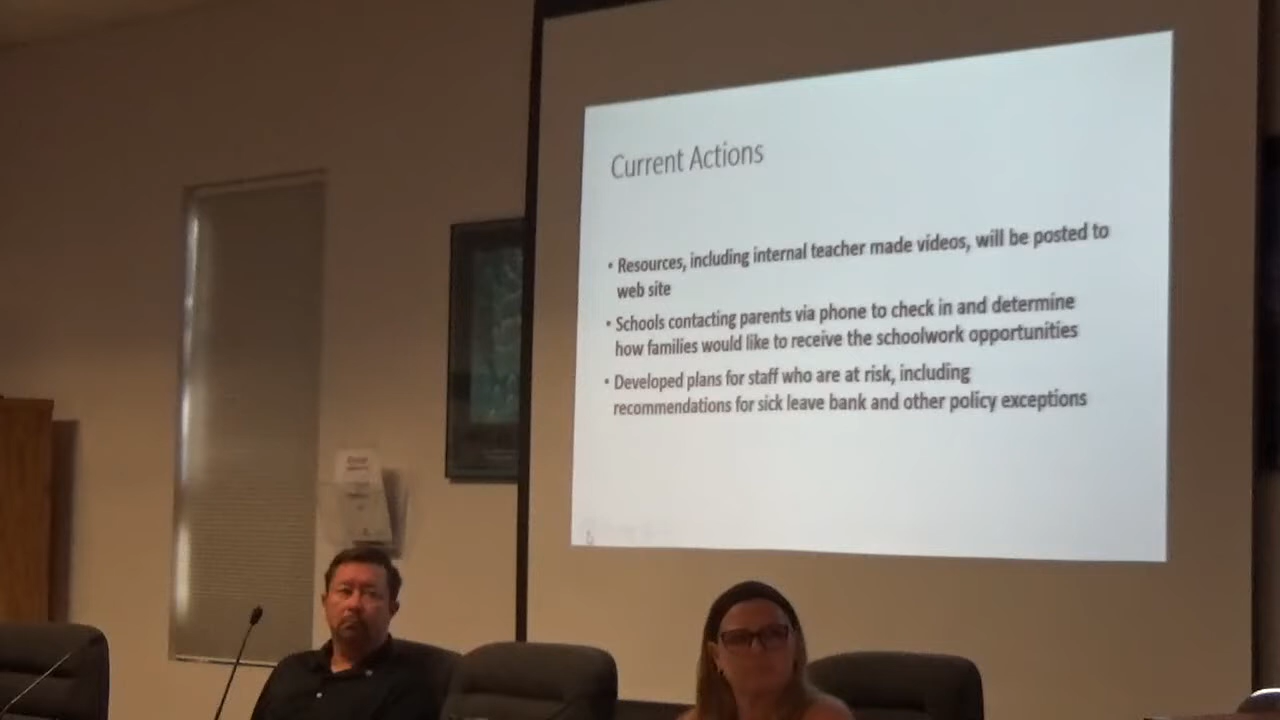 Current Actions
• Resources, including internal teacher made videos, will be posted to
web site
• Schools contacting parents via phone to check in and determine
how families would like to receive the schoolwork opportunities
• Developed plans for staff who are at risk, including
recommendations for sick leave bank and other policy exceptions